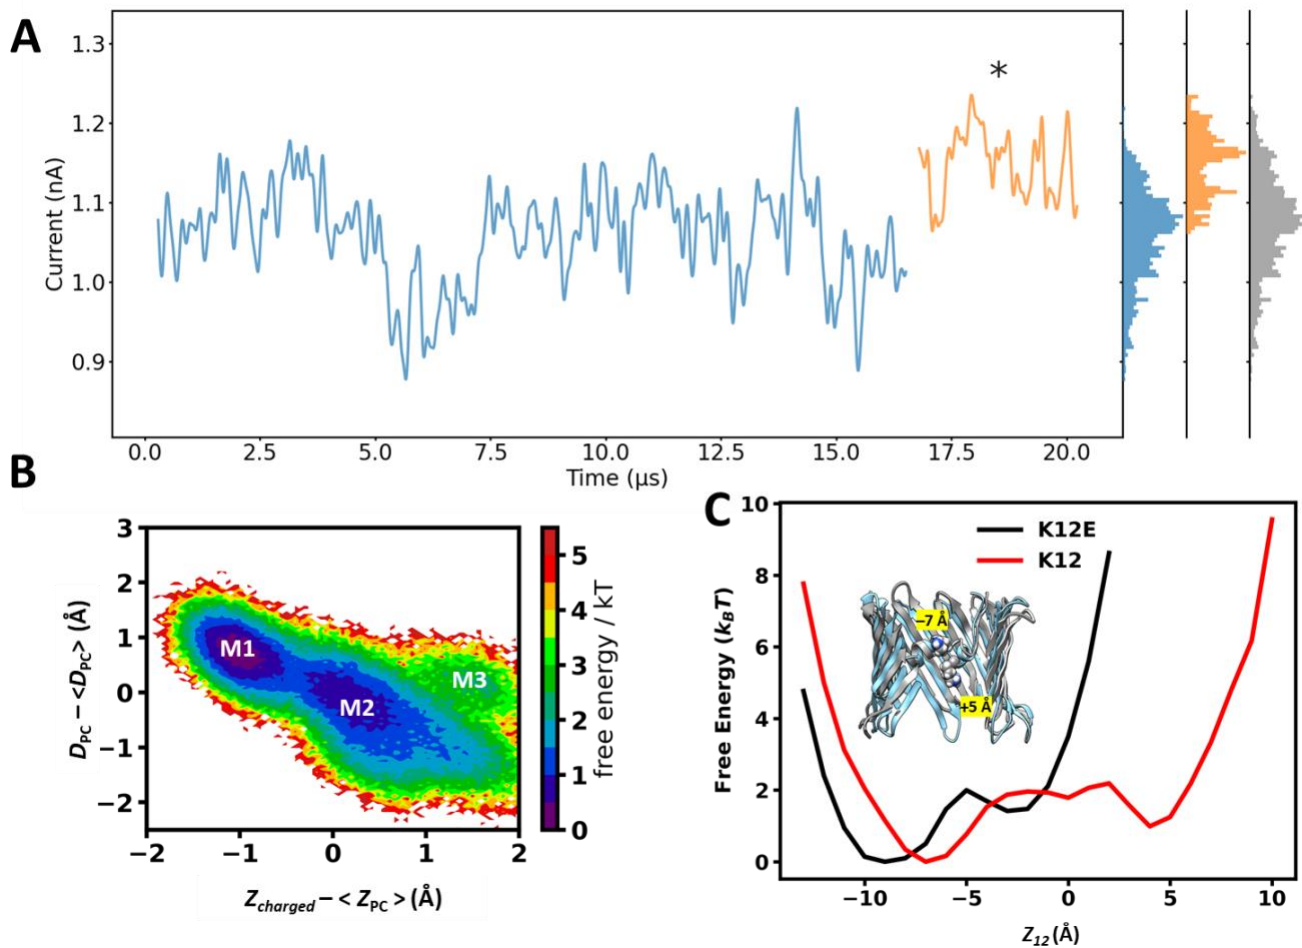 A
1.3
1.2
1.1
1.0
0.9
Current (nA)
*
0.0 2.5 5.0 7.5 10.0 12.5 15.0 17.5 20.0
Time (μs)
B
3
2
1
0
−1
−2
D_PC − <D_PC> (Å)
M1
M2
M3
−2 −1 0 1 2
Z_charged − < Z_PC > (Å)
5
4
3
2
1
0
free energy / kT
C
10
8
6
4
2
0
Free Energy (k_BT)
K12E
K12
−7 Å
+5 Å
−10 −5 0 5 10
Z_12 (Å)